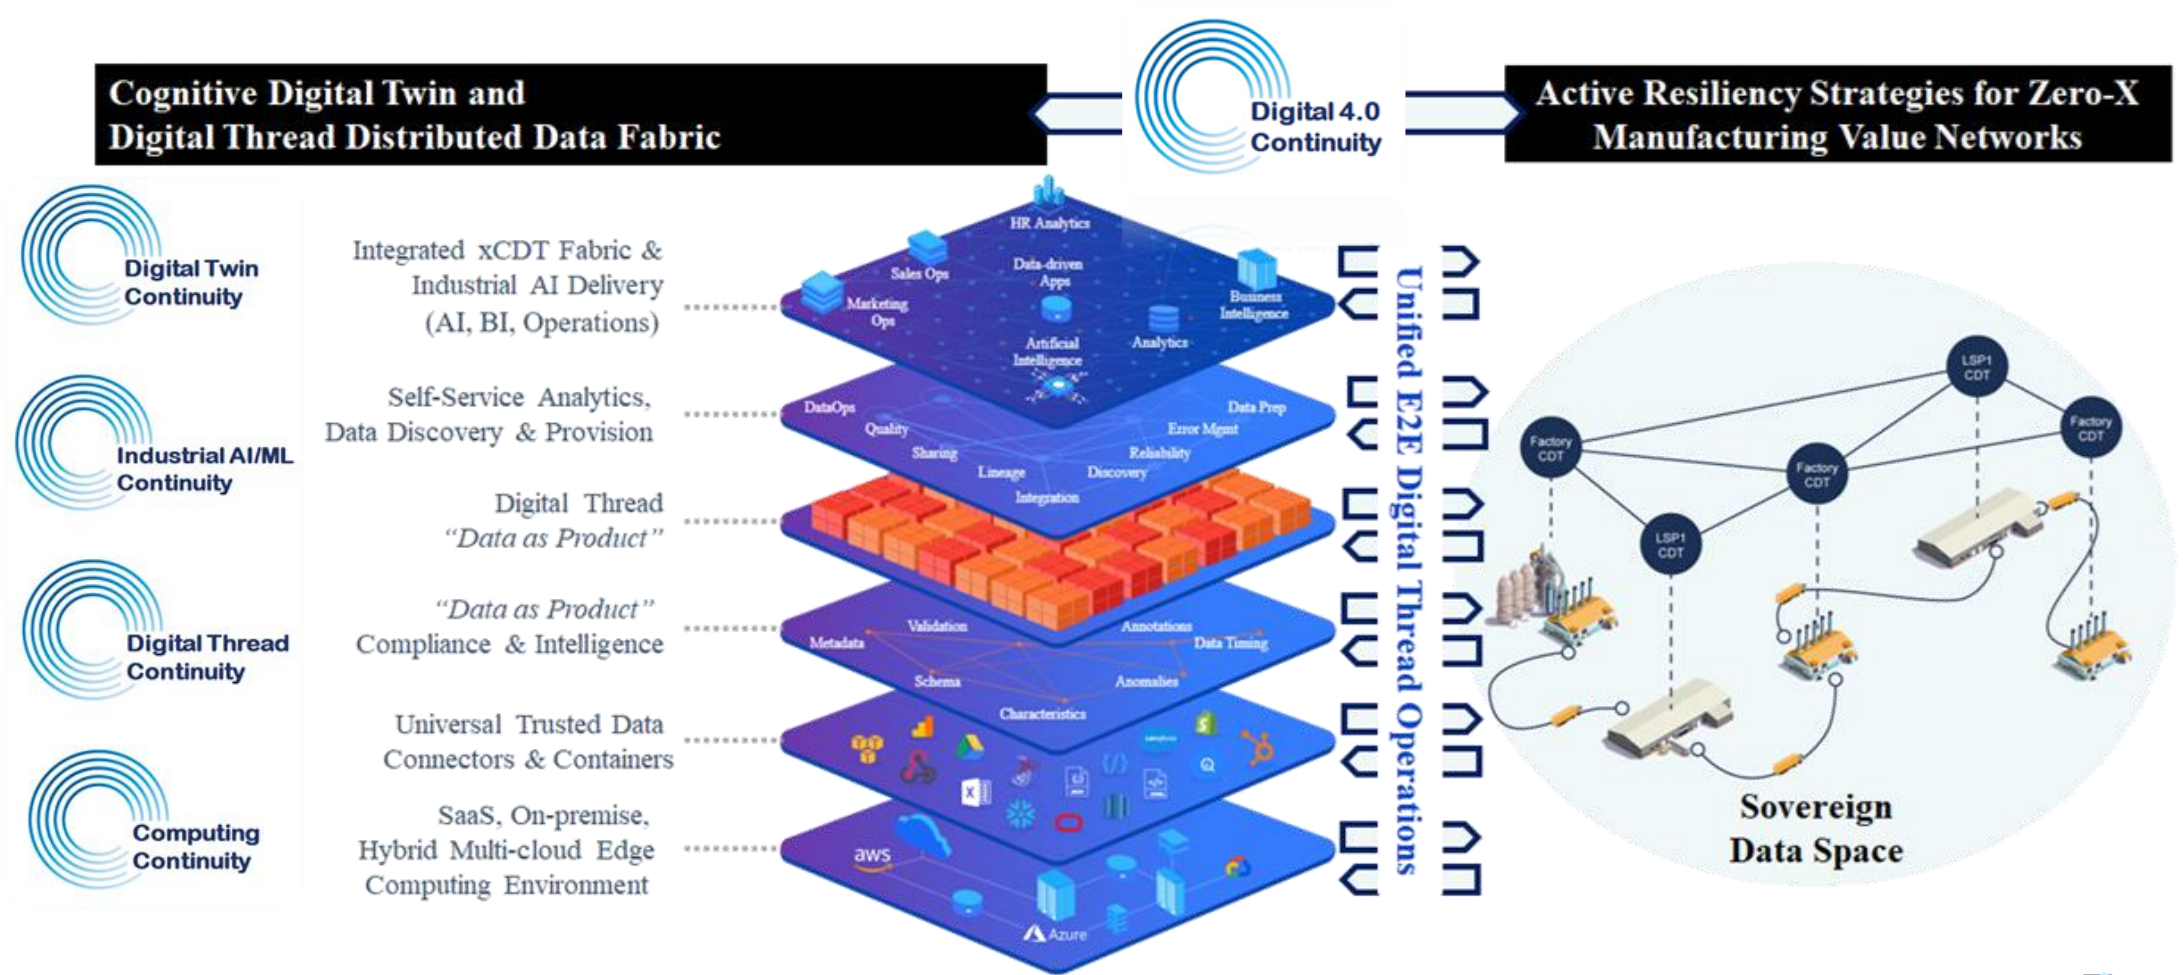 Cognitive Digital Twin and
Digital Thread Distributed Data Fabric
Digital 4.0
Continuity
Active Resiliency Strategies for Zero-X
Manufacturing Value Networks
Digital Twin
Continuity
Industrial AI/ML
Continuity
Digital Thread
Continuity
Computing
Continuity
Integrated xCDT Fabric &
Industrial AI Delivery
(AI, BI, Operations)
Self-Service Analytics,
Data Discovery & Provision
Digital Thread
“Data as Product”
“Data as Product”
Compliance & Intelligence
Universal Trusted Data
Connectors & Containers
SaaS, On-premise,
Hybrid Multi-cloud Edge
Computing Environment
HR Analytics
Sales Ops
Data-driven
Apps
Marketing
Ops
Business
Intelligence
Artificial
Intelligence
Analytics
DataOps
Data Prep
Quality
Error Mgmt
Sharing
Reliability
Lineage
Discovery
Integration
Validation
Annotations
Metadata
Data Timing
Schema
Anomalies
Characteristics
aws
Azure
Unified E2E Digital Thread Operations
LSP1
CDT
Factory
CDT
Factory
CDT
Factory
CDT
LSP1
CDT
Sovereign
Data Space